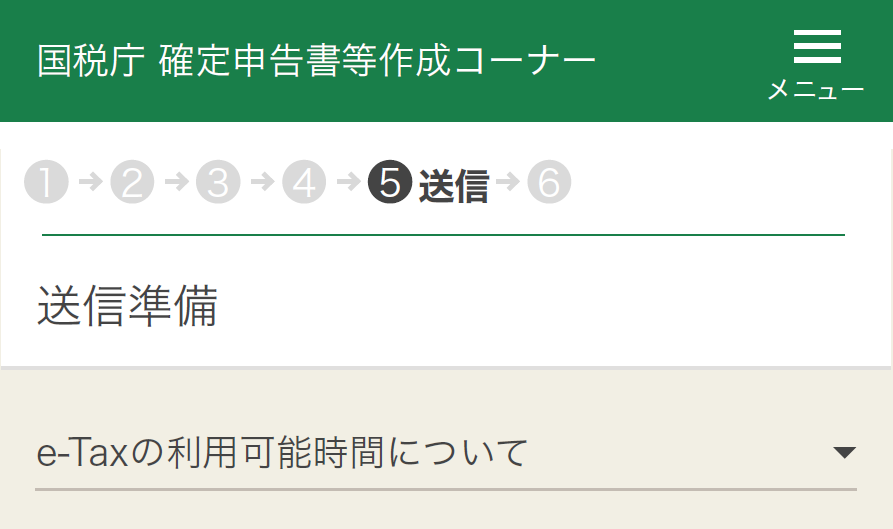 国税庁 確定申告書等作成コーナー
メニュー
1 → 2 → 3 → 4 → 5 送信 → 6
送信準備
e-Taxの利用可能時間について